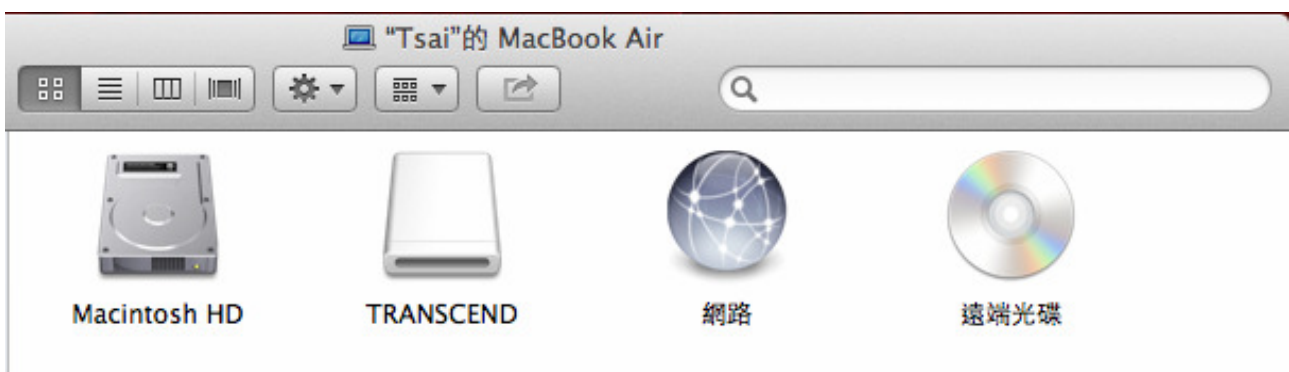 “Tsai”的 MacBook Air
Macintosh HD
TRANSCEND
網路
遠端光碟